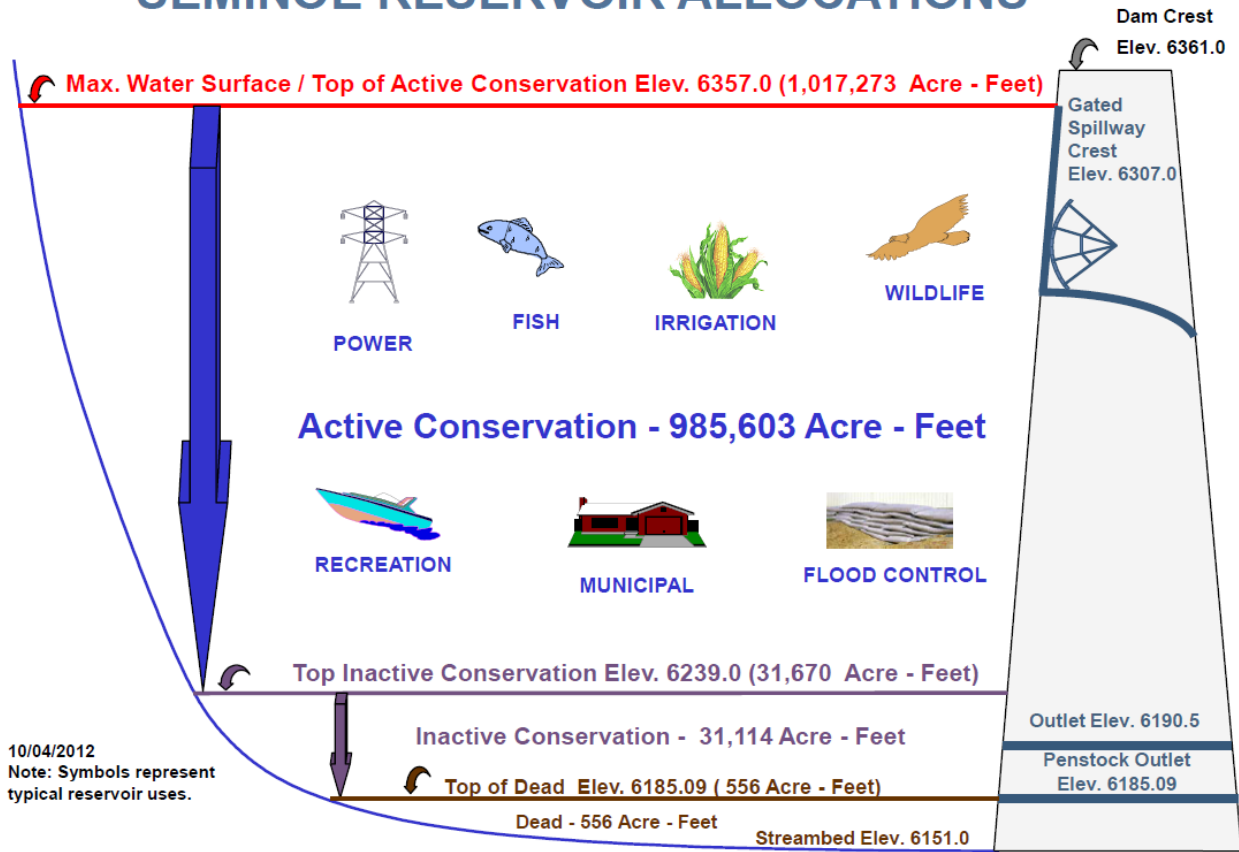 SEMINOE RESERVOIR ALLOCATIONS
Dam Crest
Elev. 6361.0
Max. Water Surface / Top of Active Conservation Elev. 6357.0 (1,017,273 Acre - Feet)
Gated
Spillway
Crest
Elev. 6307.0
POWER
FISH
IRRIGATION
WILDLIFE
Active Conservation - 985,603 Acre - Feet
RECREATION
MUNICIPAL
FLOOD CONTROL
Top Inactive Conservation Elev. 6239.0 (31,670 Acre - Feet)
Outlet Elev. 6190.5
Inactive Conservation - 31,114 Acre - Feet
10/04/2012
Note: Symbols represent
typical reservoir uses.
Penstock Outlet
Elev. 6185.09
Top of Dead Elev. 6185.09 ( 556 Acre - Feet)
Dead - 556 Acre - Feet
Streambed Elev. 6151.0